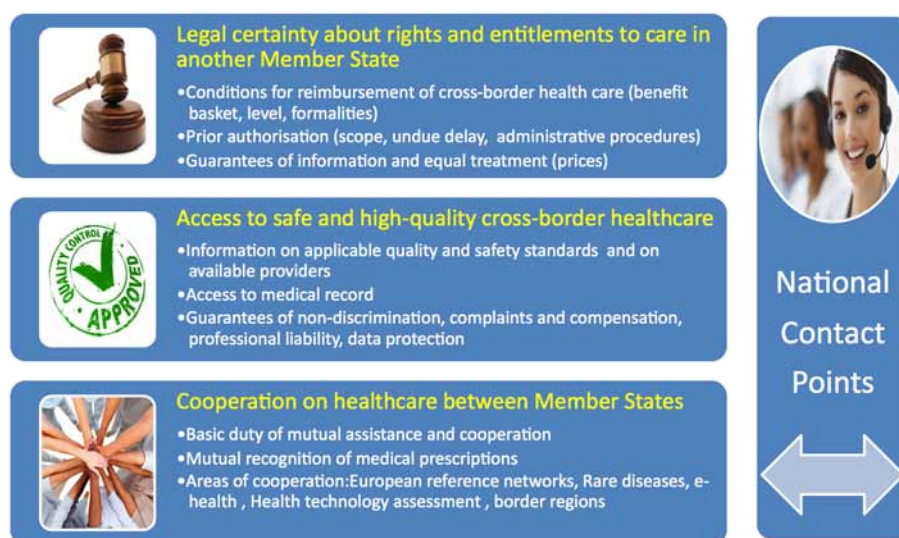 Legal certainty about rights and entitlements to care in
another Member State
•Conditions for reimbursement of cross-border health care (benefit
basket, level, formalities)
•Prior authorisation (scope, undue delay, administrative procedures)
•Guarantees of information and equal treatment (prices)
QUALITY CONTROL
APPROVED
Access to safe and high-quality cross-border healthcare
•Information on applicable quality and safety standards and on
available providers
•Access to medical record
•Guarantees of non-discrimination, complaints and compensation,
professional liability, data protection
Cooperation on healthcare between Member States
•Basic duty of mutual assistance and cooperation
•Mutual recognition of medical prescriptions
•Areas of cooperation:European reference networks, Rare diseases, e-
health , Health technology assessment , border regions
National
Contact
Points